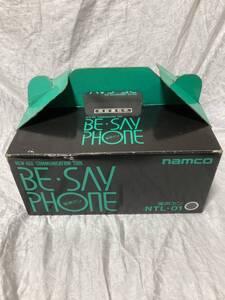 BE·SAY
PHONE
NEW AGE COMMUNICATION TOOL
namco
BE·SAY
PHONE
NTL-01